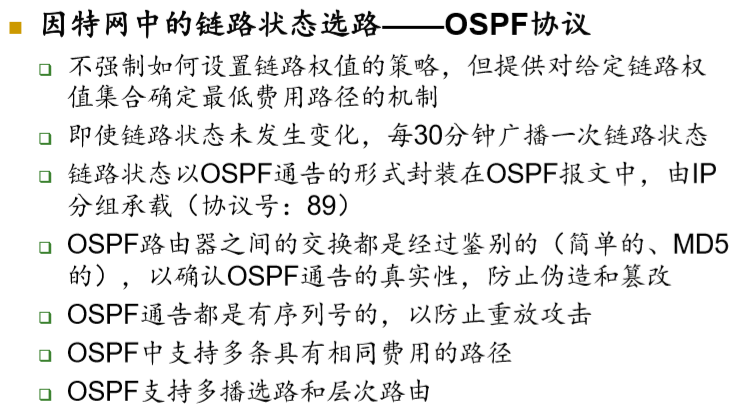 因特网中的链路状态选路——OSPF协议
不强制如何设置链路权值的策略，但提供对给定链路权
值集合确定最低费用路径的机制
即使链路状态未发生变化，每30分钟广播一次链路状态
链路状态以OSPF通告的形式封装在OSPF报文中，由IP
分组承载（协议号：89）
OSPF路由器之间的交换都是经过鉴别的（简单的、MD5
的），以确认OSPF通告的真实性，防止伪造和篡改
OSPF通告都是有序列号的，以防止重放攻击
OSPF中支持多条具有相同费用的路径
OSPF支持多播选路和层次路由